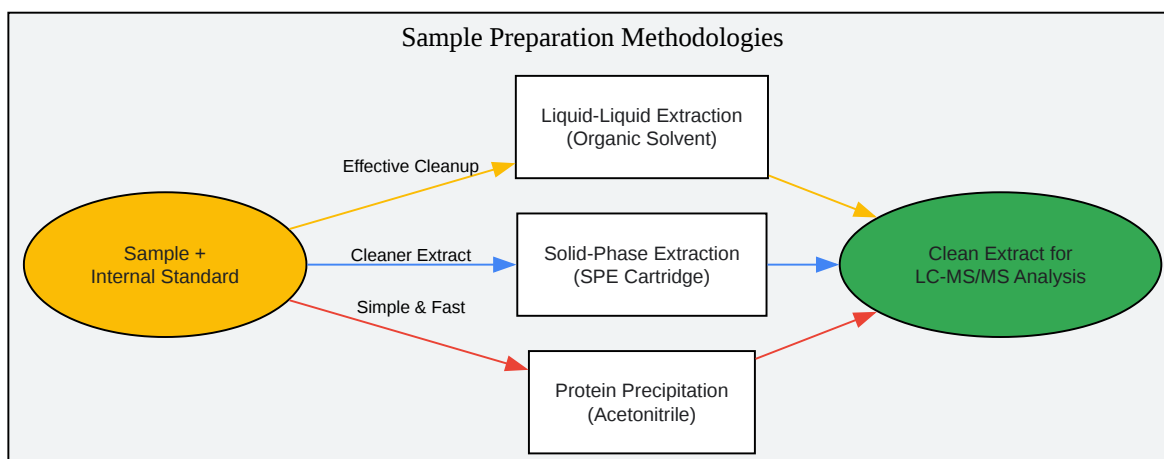 Sample Preparation Methodologies
Liquid-Liquid Extraction
(Organic Solvent)
Effective Cleanup
Sample +
Internal Standard
Cleaner Extract
Solid-Phase Extraction
(SPE Cartridge)
Clean Extract for
LC-MS/MS Analysis
Simple & Fast
Protein Precipitation
(Acetonitrile)